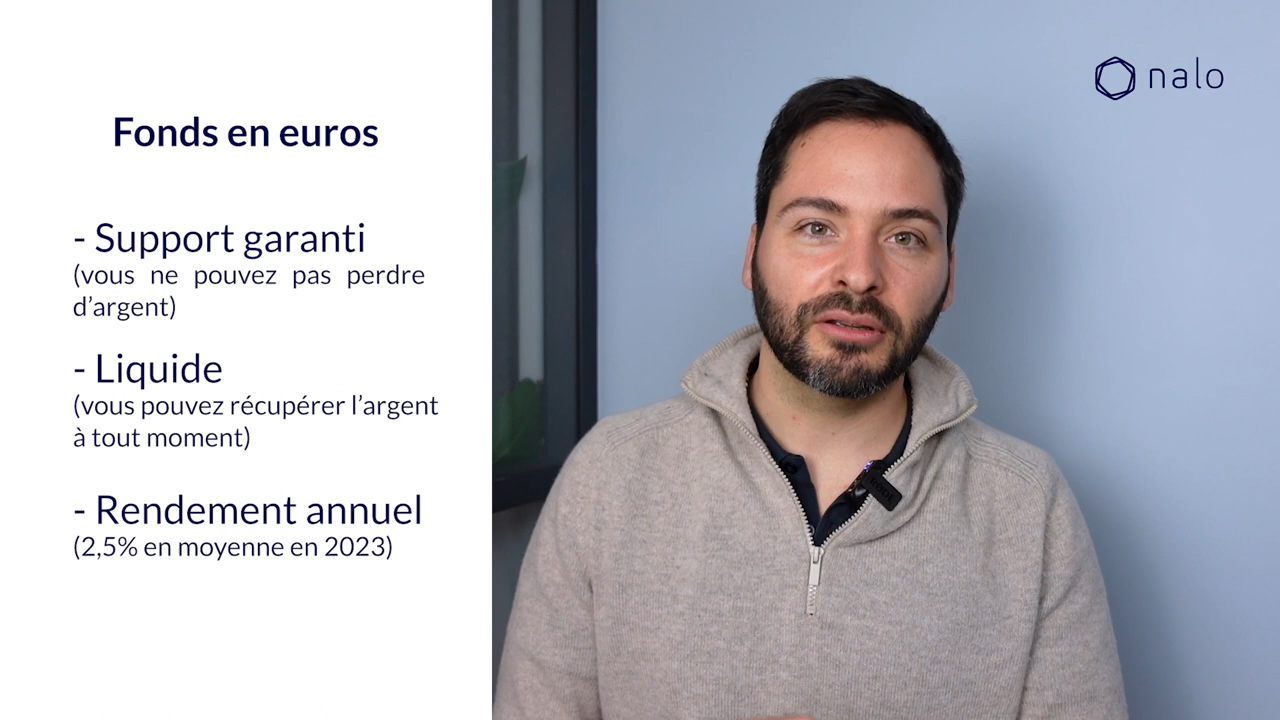 Fonds en euros
- Support garanti
(vous ne pouvez pas perdre
d’argent)
- Liquide
(vous pouvez récupérer l’argent
à tout moment)
- Rendement annuel
(2,5% en moyenne en 2023)
nalo